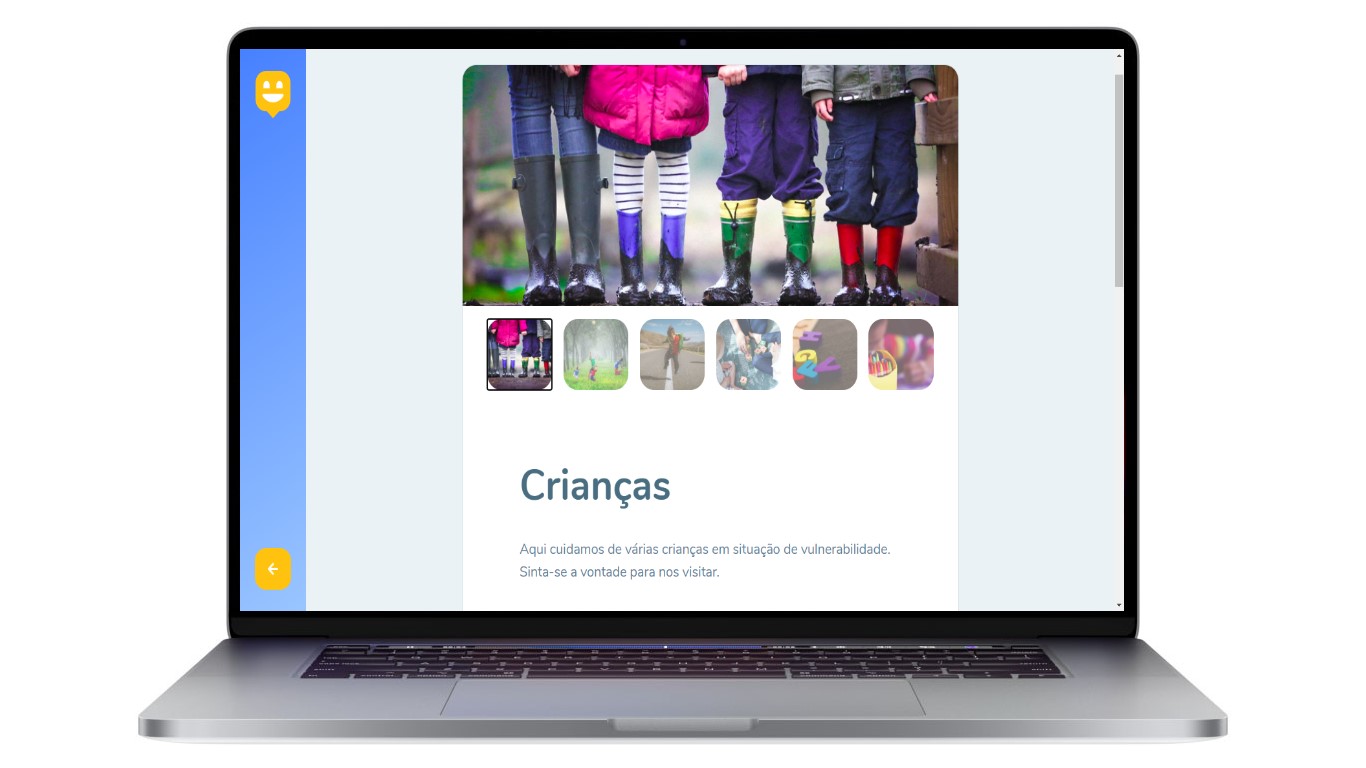 Crianças
Aqui cuidamos de várias crianças em situação de vulnerabilidade.
Sinta-se a vontade para nos visitar.